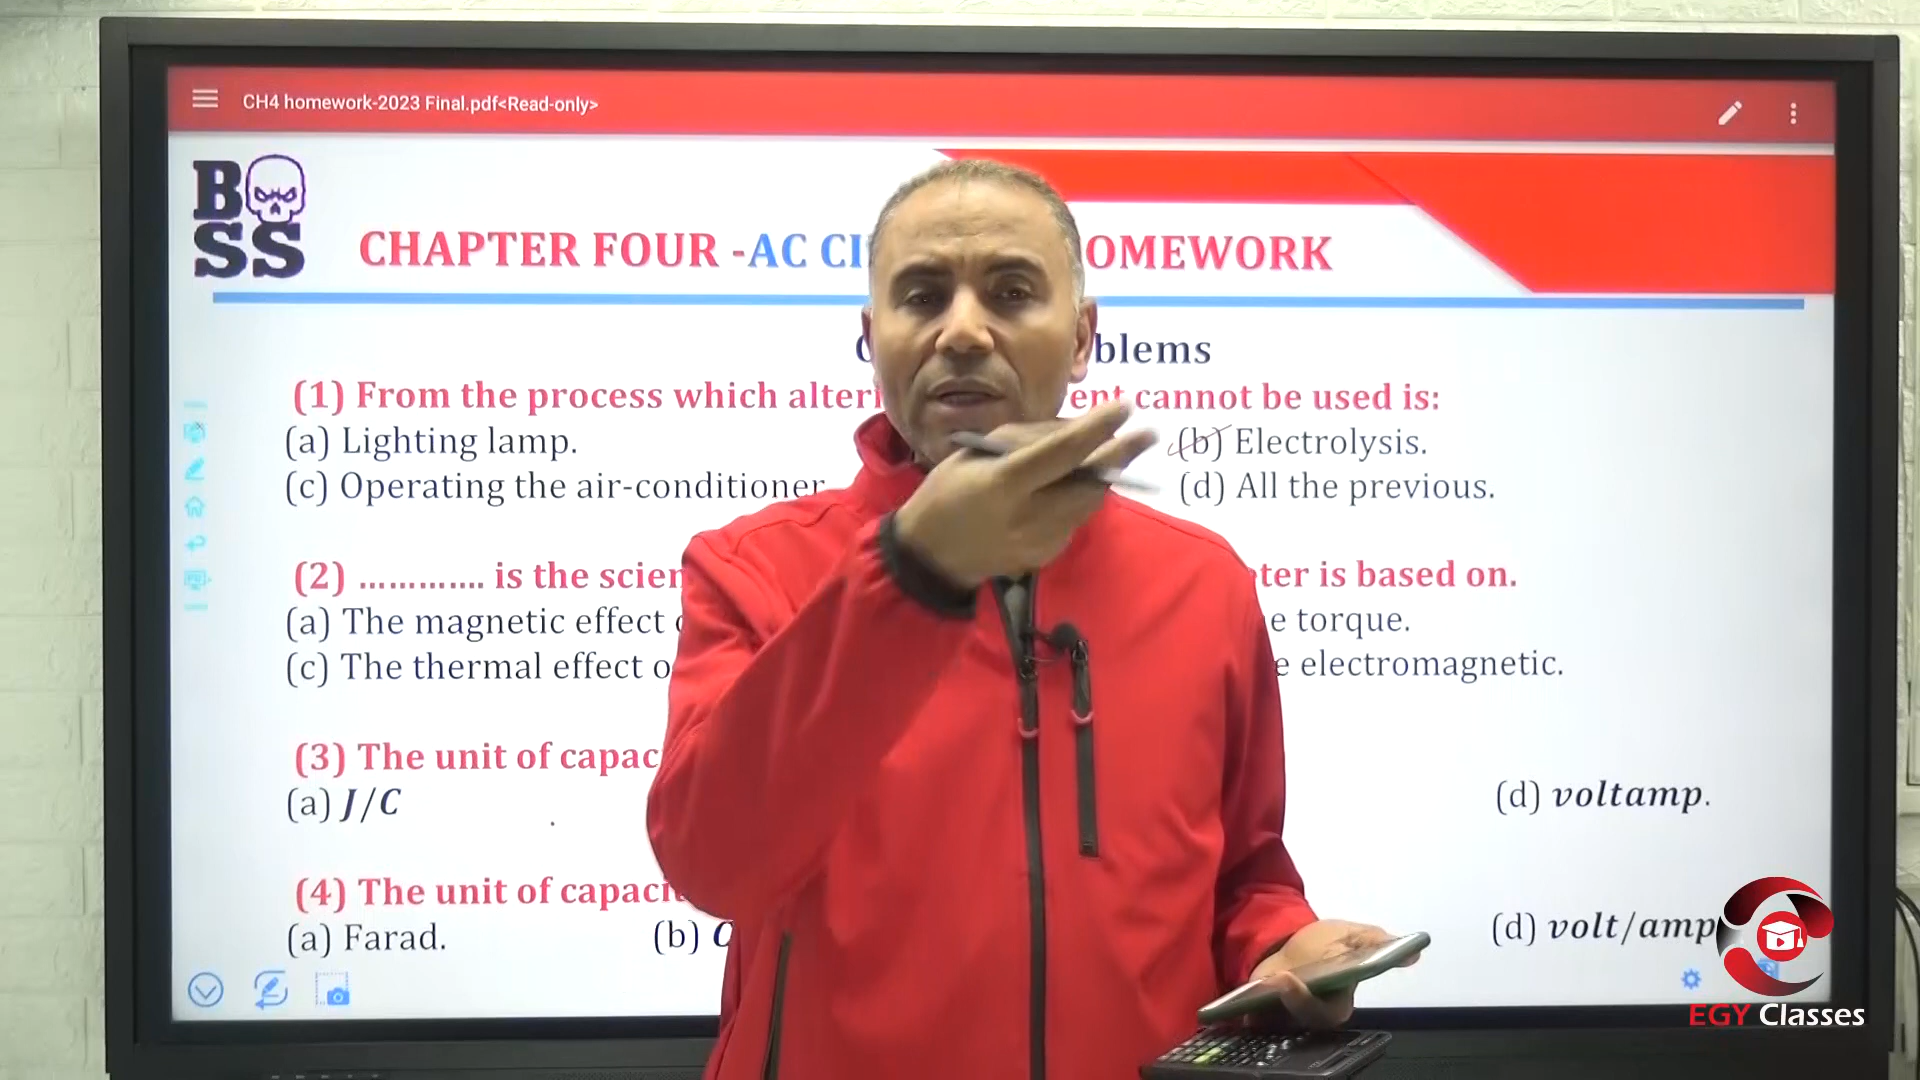 CH4 homework-2023 Final.pdf<Read-only>
B SS
CHAPTER FOUR -AC CI OMEWORK
blems
(1) From the process which alter ent cannot be used is:
(a) Lighting lamp. (b) Electrolysis.
(c) Operating the air-conditioner (d) All the previous.
(2) ............. is the scien ter is based on.
(a) The magnetic effect e torque.
(c) The thermal effect o e electromagnetic.
(3) The unit of capac
(a) J/C (d) voltamp.
(4) The unit of capaci
(a) Farad. (b) C (d) volt/amp
EGY Classes